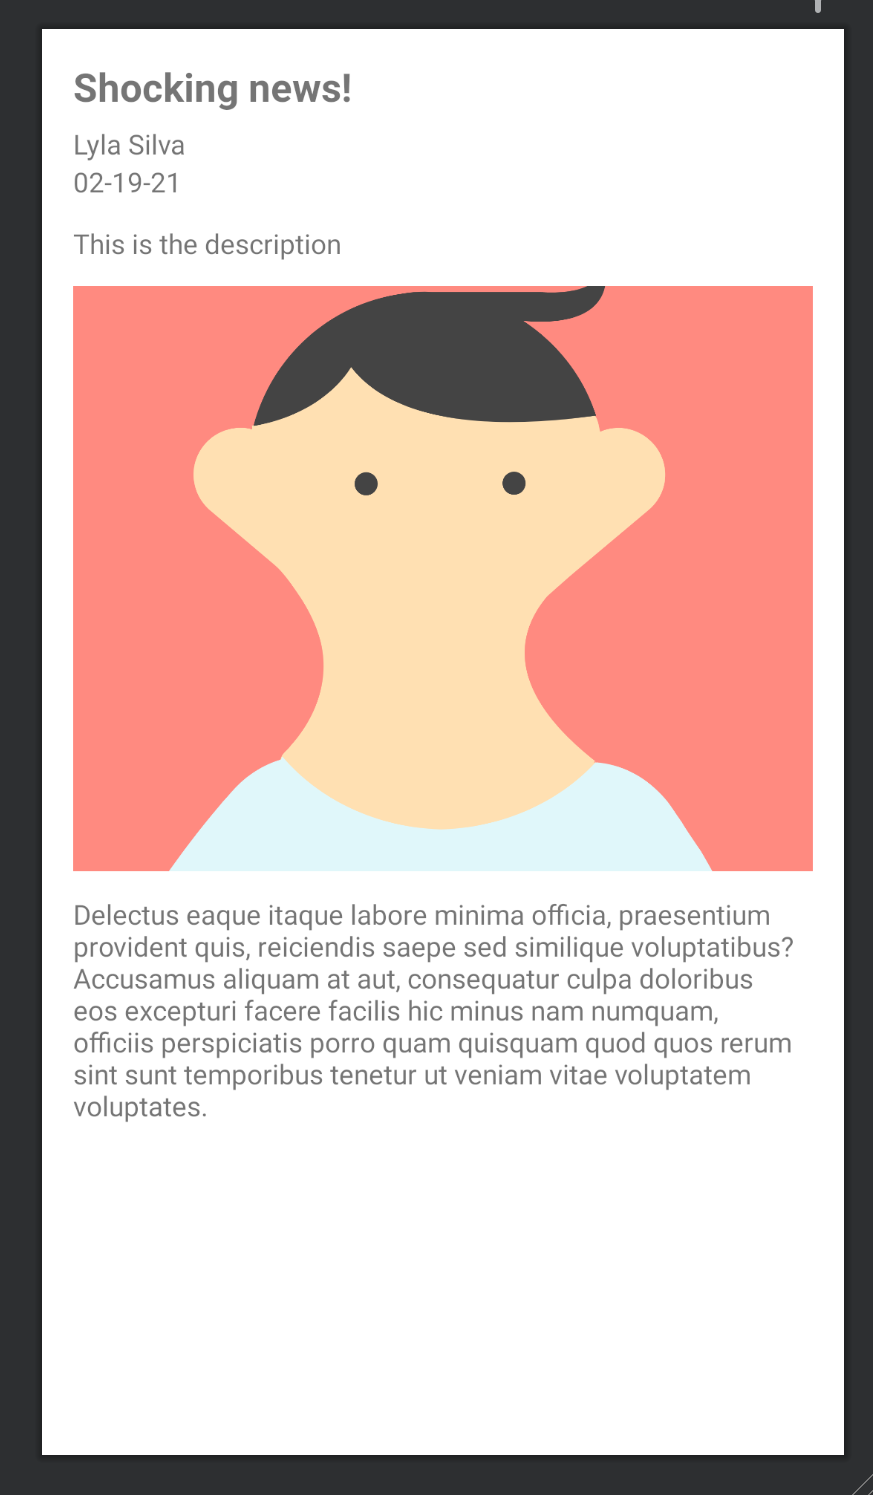 Shocking news!
Lyla Silva
02-19-21
This is the description
Delectus eaque itaque labore minima officia, praesentium
provident quis, reiciendis saepe sed similique voluptatibus?
Accusamus aliquam at aut, consequatur culpa doloribus
eos excepturi facere facilis hic minus nam numquam,
officiis perspiciatis porro quam quisquam quod quos rerum
sint sunt temporibus tenetur ut veniam vitae voluptatem
voluptates.